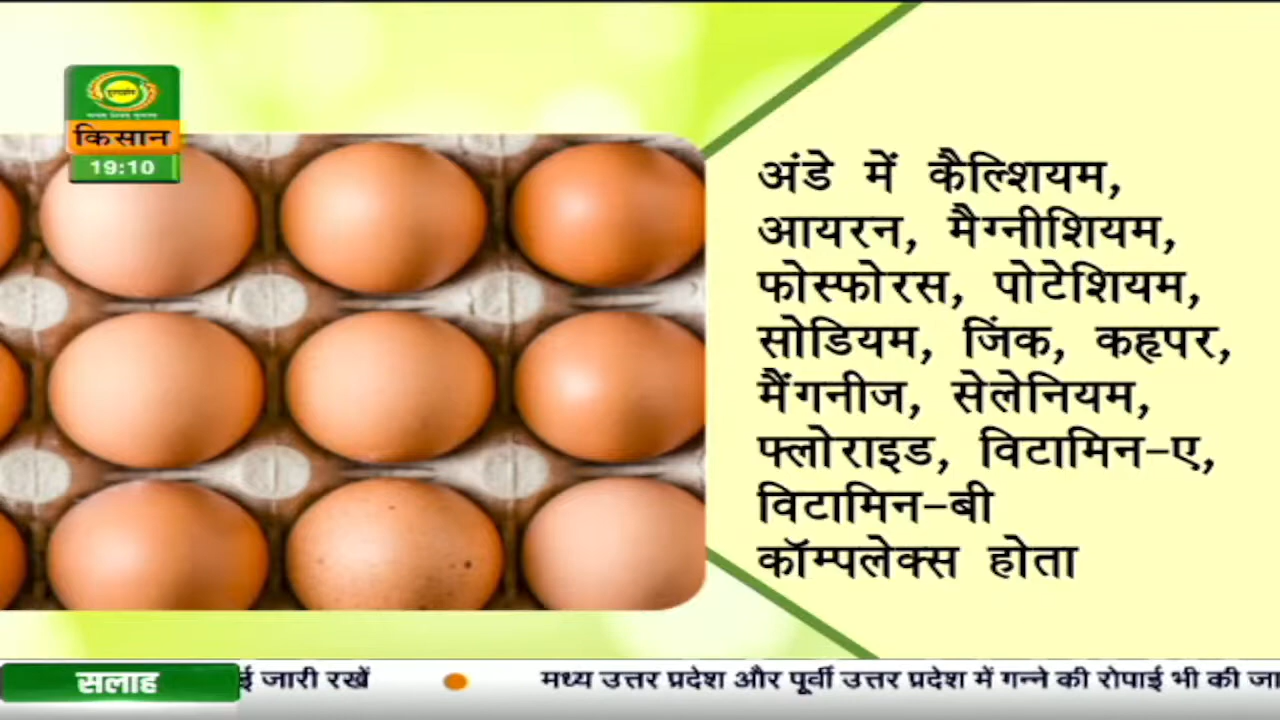 किसान
19:10
अंडे में कैल्शियम,
आयरन, मैग्नीशियम,
फोस्फोरस, पोटेशियम,
सोडियम, जिंक, कहृपर,
मैंगनीज, सेलेनियम,
फ्लोराइड, विटामिन-ए,
विटामिन-बी
कॉम्पलेक्स होता
सलाह ई जारी रखें मध्य उत्तर प्रदेश और पूर्वी उत्तर प्रदेश में गन्ने की रोपाई भी की जा